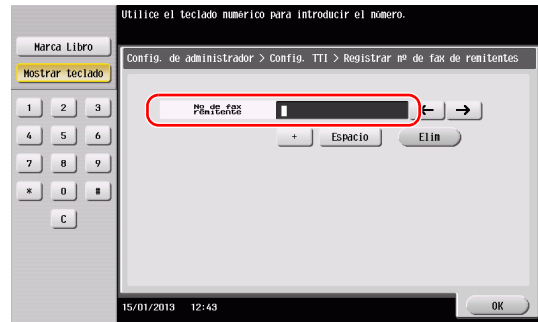 Utilice el teclado numérico para introducir el número.
Marca Libro
Mostrar teclado
Config. de administrador > Config. TTI > Registrar nº de fax de remitentes
1 2 3
4 5 6
7 8 9
* 0 #
C
No de fax
remitente
← →
+ Espacio Elim
15/01/2013 12:43
OK